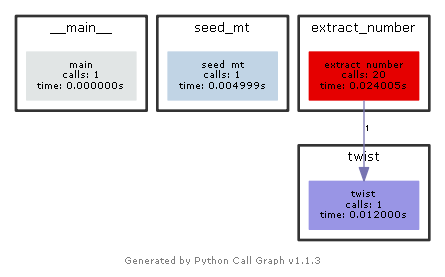 __main__
main
calls: 1
time: 0.000000s
seed_mt
seed_mt
calls: 1
time: 0.004999s
extract_number
extract_number
calls: 20
time: 0.024005s
1
twist
twist
calls: 1
time: 0.012000s
Generated by Python Call Graph v1.1.3